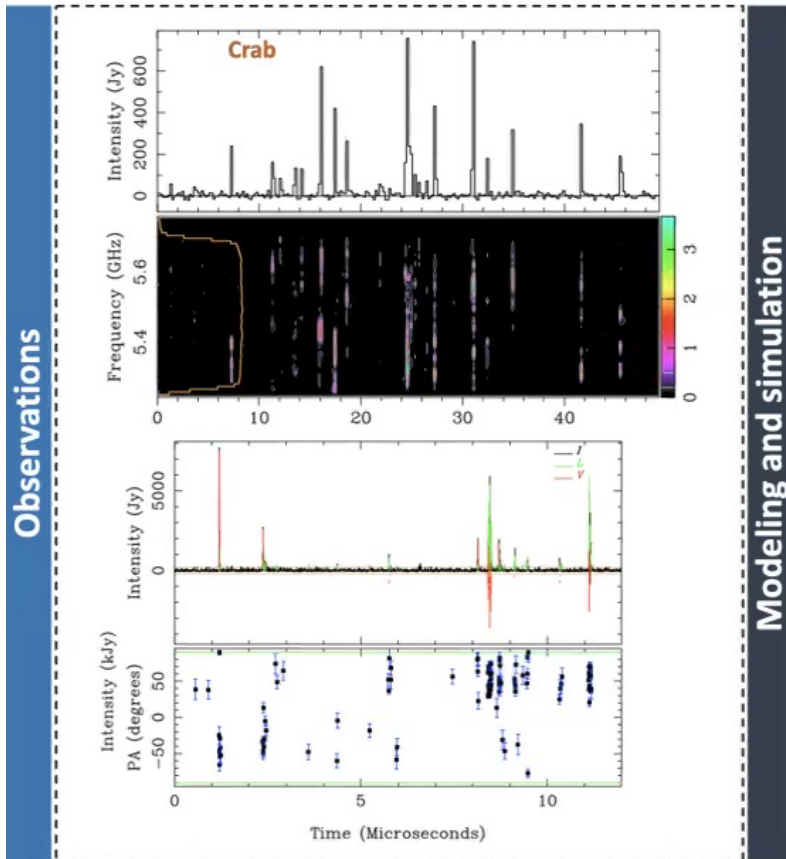 Observations
Crab
Intensity (Jy)
600
400
200
0
Frequency (GHz)
5.6
5.4
3
2
1
0
0 10 20 30 40
Intensity (Jy)
5000
0
I
L
V
Intensity (kJy)
PA (degrees)
50
0
−50
0 5 10
Time (Microseconds)
Modeling and simulation